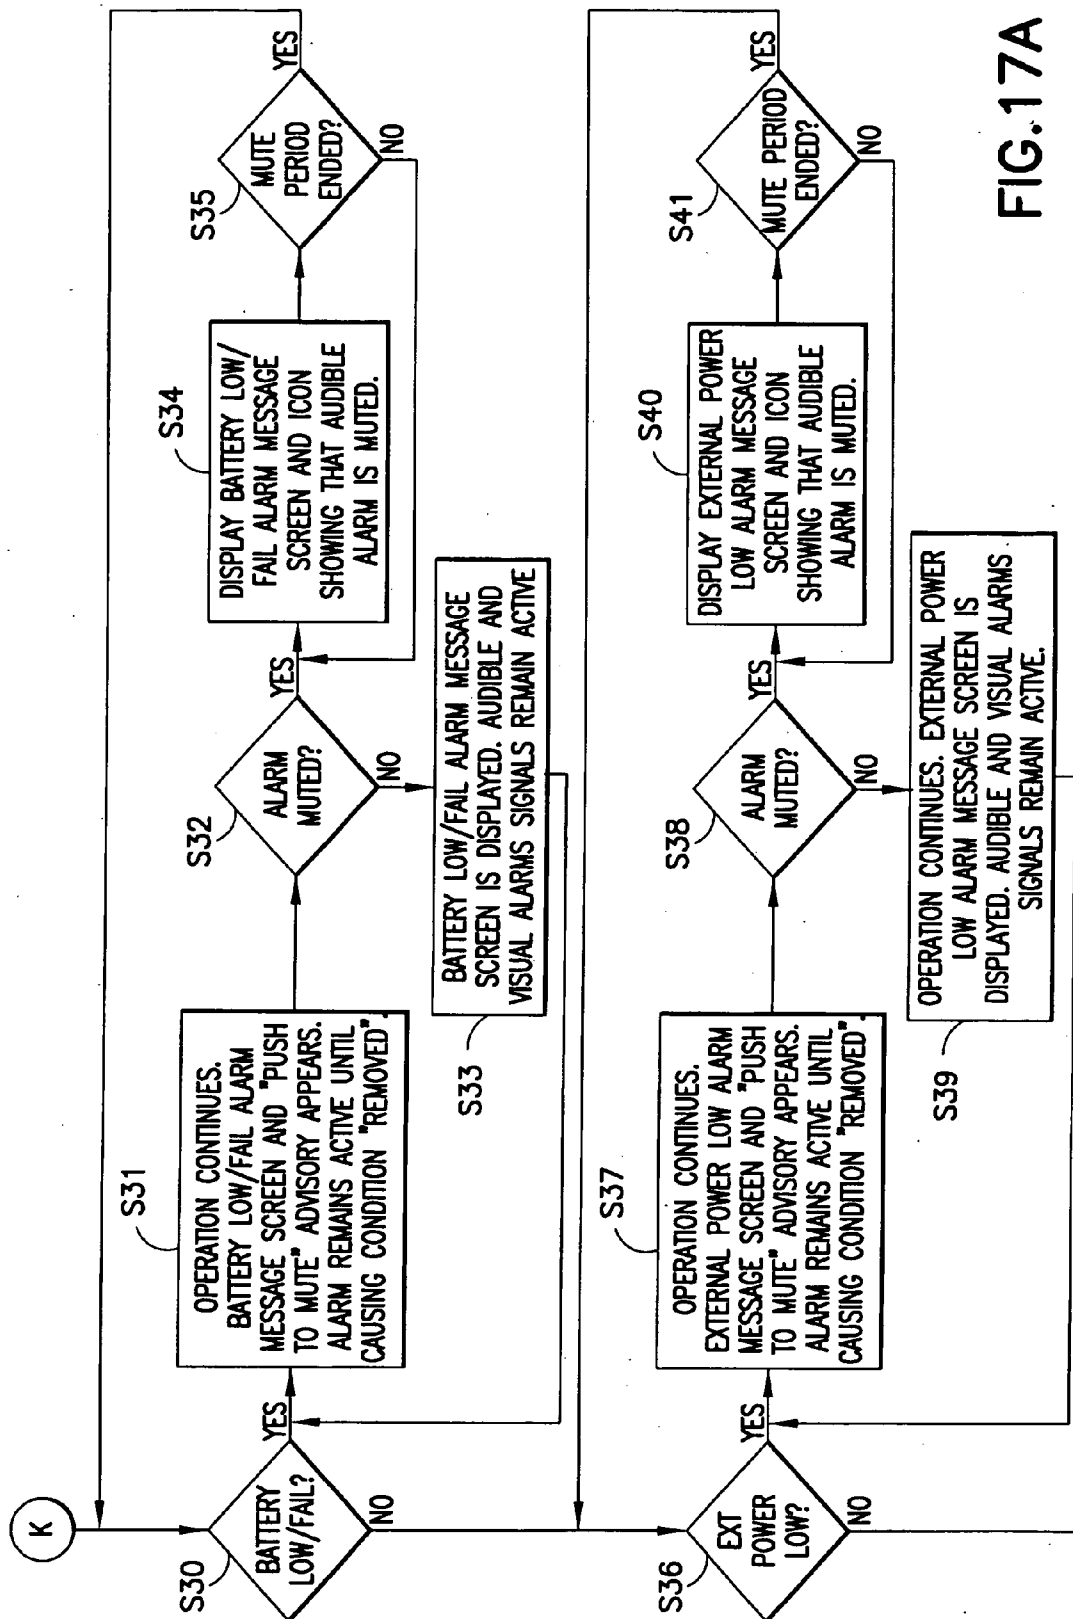 K
S30
BATTERY
LOW/FAIL?
YES
NO
S31
OPERATION CONTINUES.
BATTERY LOW/FAIL ALARM
MESSAGE SCREEN AND "PUSH
TO MUTE" ADVISORY APPEARS.
ALARM REMAINS ACTIVE UNTIL
CAUSING CONDITION "REMOVED".
S32
ALARM
MUTED?
YES
NO
S33
BATTERY LOW/FAIL ALARM MESSAGE
SCREEN IS DISPLAYED. AUDIBLE AND
VISUAL ALARMS SIGNALS REMAIN ACTIVE
S34
DISPLAY BATTERY LOW/
FAIL ALARM MESSAGE
SCREEN AND ICON
SHOWING THAT AUDIBLE
ALARM IS MUTED.
S35
MUTE
PERIOD
ENDED?
YES
NO
S36
EXT
POWER
LOW?
YES
NO
S37
OPERATION CONTINUES.
EXTERNAL POWER LOW ALARM
MESSAGE SCREEN AND "PUSH
TO MUTE" ADVISORY APPEARS.
ALARM REMAINS ACTIVE UNTIL
CAUSING CONDITION "REMOVED".
S38
ALARM
MUTED?
YES
NO
S39
OPERATION CONTINUES. EXTERNAL POWER
LOW ALARM MESSAGE SCREEN IS
DISPLAYED. AUDIBLE AND VISUAL ALARMS
SIGNALS REMAIN ACTIVE.
S40
DISPLAY EXTERNAL POWER
LOW ALARM MESSAGE
SCREEN AND ICON
SHOWING THAT AUDIBLE
ALARM IS MUTED.
S41
MUTE PERIOD
ENDED?
YES
NO
FIG.17A